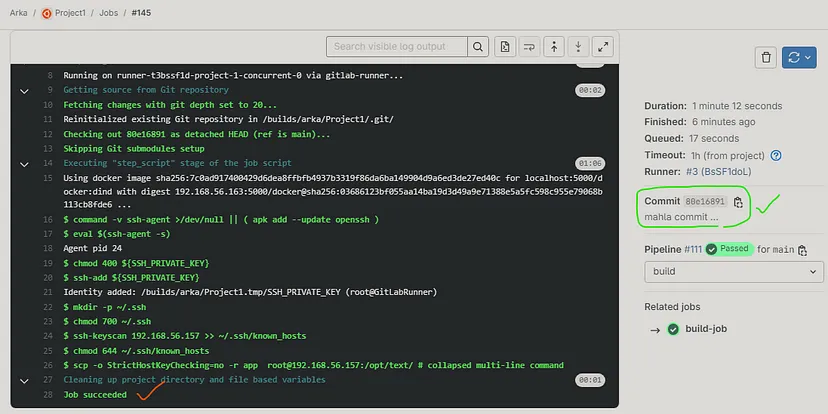 Arka / Project1 / Jobs / #145
Search visible log output
8 Running on runner-t3bssf1d-project-1-concurrent-0 via gitlab-runner...
9 Getting source from Git repository 00:02
10 Fetching changes with git depth set to 20...
11 Reinitialized existing Git repository in /builds/arka/Project1/.git/
12 Checking out 80e16891 as detached HEAD (ref is main)...
13 Skipping Git submodules setup
14 Executing "step_script" stage of the job script 01:06
15 Using docker image sha256:7c0ad917400429d6dea8ffbfb4937b3319f86da6ba149904d9a6ed3de27ed40c for localhost:5000/d
ocker:dind with digest 192.168.56.163:5000/docker@sha256:03686123bf055aa14ba19d3d49a9e71388e5a5fc598c955e79068b
113cb8fde6 ...
16 $ command -v ssh-agent >/dev/null || ( apk add --update openssh )
17 $ eval $(ssh-agent -s)
18 Agent pid 24
19 $ chmod 400 ${SSH_PRIVATE_KEY}
20 $ ssh-add ${SSH_PRIVATE_KEY}
21 Identity added: /builds/arka/Project1.tmp/SSH_PRIVATE_KEY (root@GitLabRunner)
22 $ mkdir -p ~/.ssh
23 $ chmod 700 ~/.ssh
24 $ ssh-keyscan 192.168.56.157 >> ~/.ssh/known_hosts
25 $ chmod 644 ~/.ssh/known_hosts
26 $ scp -o StrictHostKeyChecking=no -r app root@192.168.56.157:/opt/text/ # collapsed multi-line command
27 Cleaning up project directory and file based variables 00:01
28 Job succeeded
Duration: 1 minute 12 seconds
Finished: 6 minutes ago
Queued: 17 seconds
Timeout: 1h (from project)
Runner: #3 (BsSF1doL)
Commit 80e16891
mahla commit ...
Pipeline #111 Passed for main
build
Related jobs
→ build-job